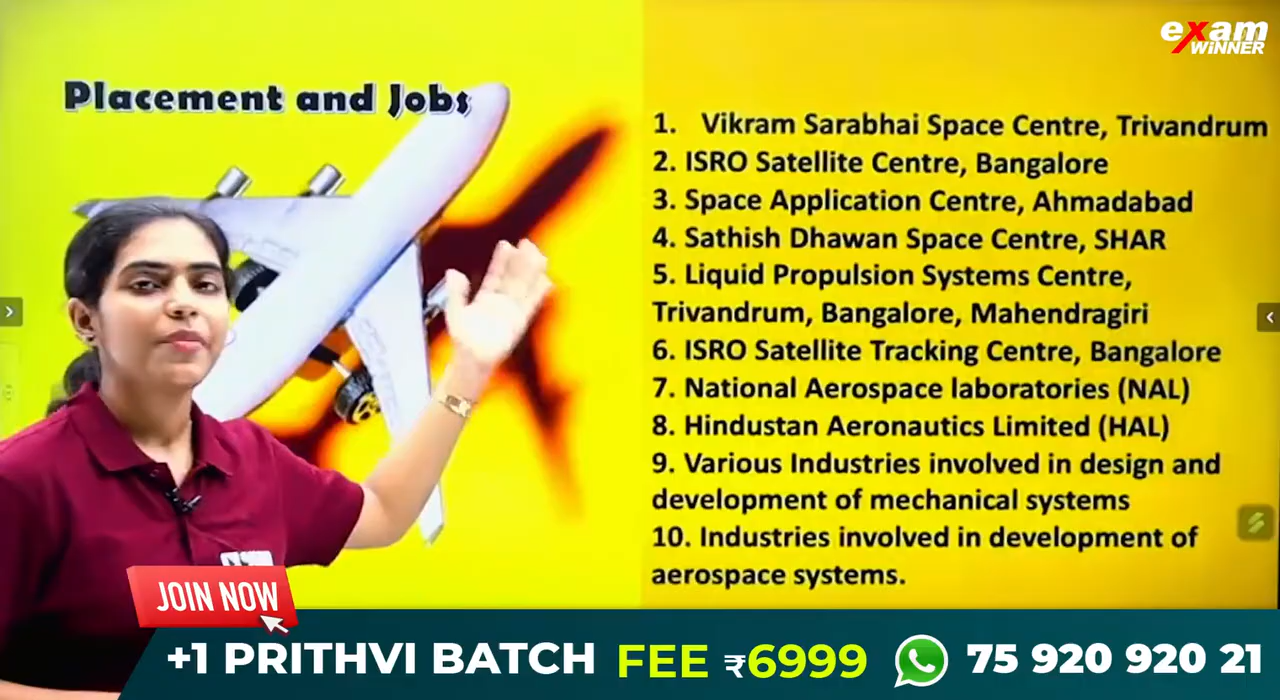 exam
WiNNER
Placement and Jobs
1. Vikram Sarabhai Space Centre, Trivandrum
2. ISRO Satellite Centre, Bangalore
3. Space Application Centre, Ahmadabad
4. Sathish Dhawan Space Centre, SHAR
5. Liquid Propulsion Systems Centre,
Trivandrum, Bangalore, Mahendragiri
6. ISRO Satellite Tracking Centre, Bangalore
7. National Aerospace laboratories (NAL)
8. Hindustan Aeronautics Limited (HAL)
9. Various Industries involved in design and
development of mechanical systems
10. Industries involved in development of
aerospace systems.
JOIN NOW
+1 PRITHVI BATCH FEE ₹6999 75 920 920 21